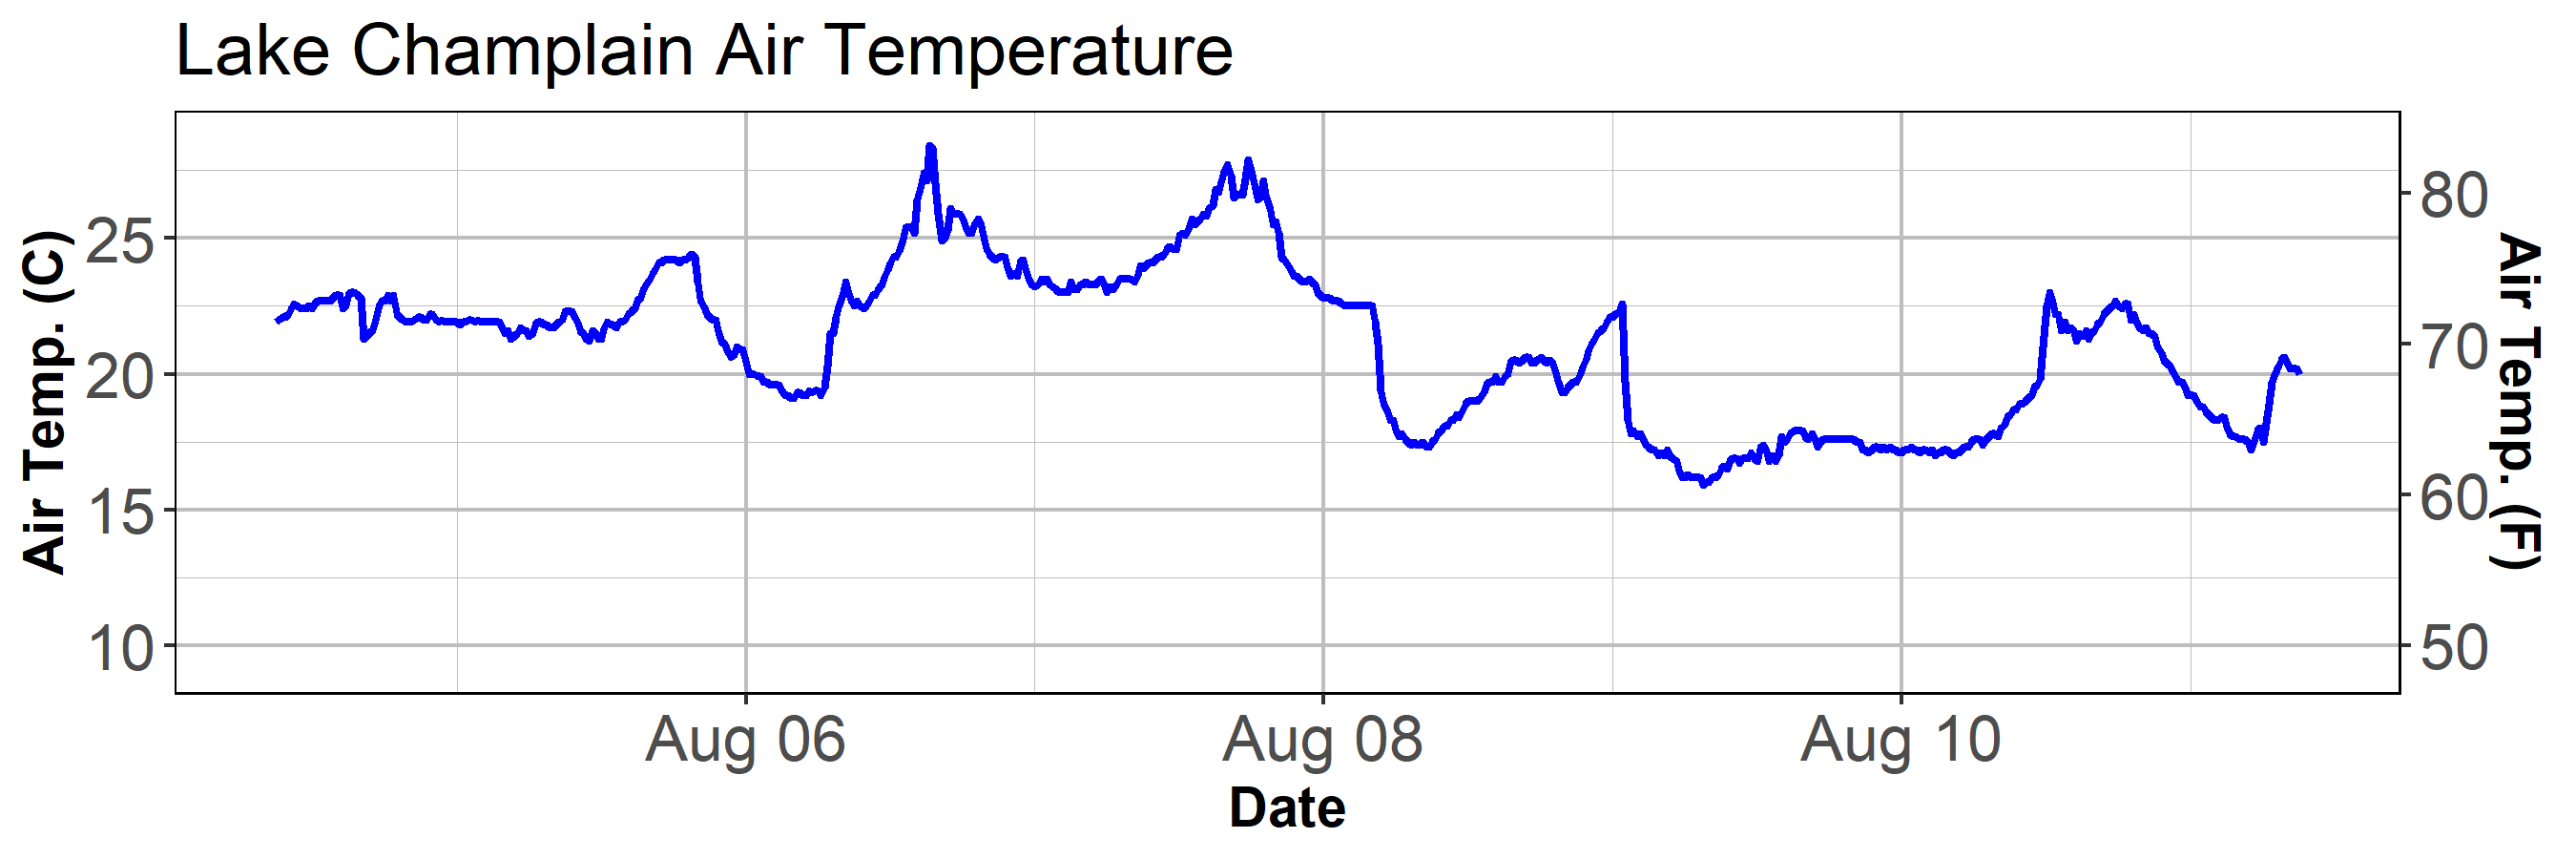 Lake Champlain Air Temperature
Air Temp. (C)
25
20
15
10
80
70
60
50
Air Temp. (F)
Aug 06
Aug 08
Aug 10
Date